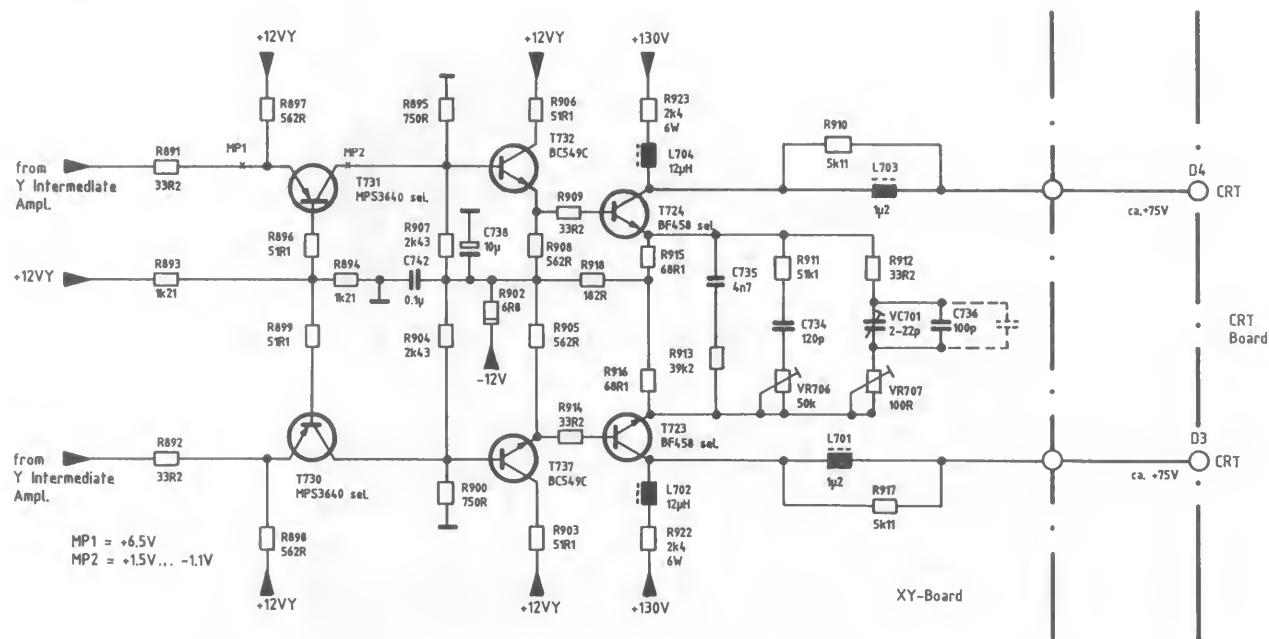 +12VY
+12VY
+130V
R897
562R
R895
750R
R906
51R1
R923
2k4
6W
T732
BC549C
L704
12µH
R910
5k11
L703
1µ2
D4
CRT
ca.+75V
from
Y Intermediate
Ampl.
R891
33R2
MP1
MP2
T731
MPS3640 sel.
R909
33R2
T724
BF458 sel.
R896
51R1
R907
2k43
C738
10µ
R908
562R
R918
182R
R915
68R1
C735
4n7
R911
51k1
R912
33R2
+12VY
R893
1k21
R894
1k21
C742
0.1µ
R902
6R8
-12V
C734
120p
VC701
2-22p
C736
100p
CRT
Board
R899
51R1
R904
2k43
R905
562R
R913
39k2
R916
68R1
VR706
50k
VR707
100R
R914
33R2
T723
BF458 sel.
from
Y Intermediate
Ampl.
R892
33R2
T730
MPS3640 sel.
R900
750R
T737
BC549C
L702
12µH
L701
1µ2
R917
5k11
D3
CRT
ca. +75V
MP1 = +6.5V
MP2 = +1.5V... -1.1V
R898
562R
R903
51R1
R922
2k4
6W
+12VY
+12VY
+130V
XY-Board